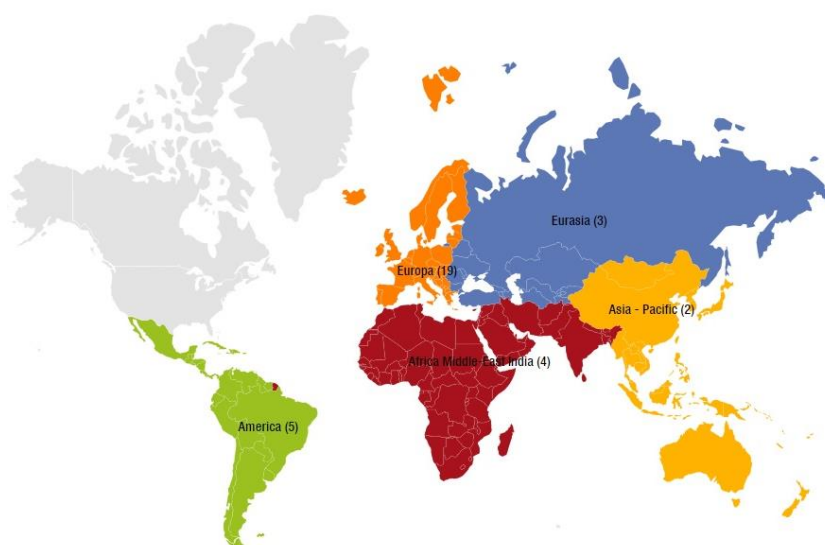 Eurasia (3)
Europa (19)
Asia - Pacific (2)
Africa Middle-East India (4)
America (5)